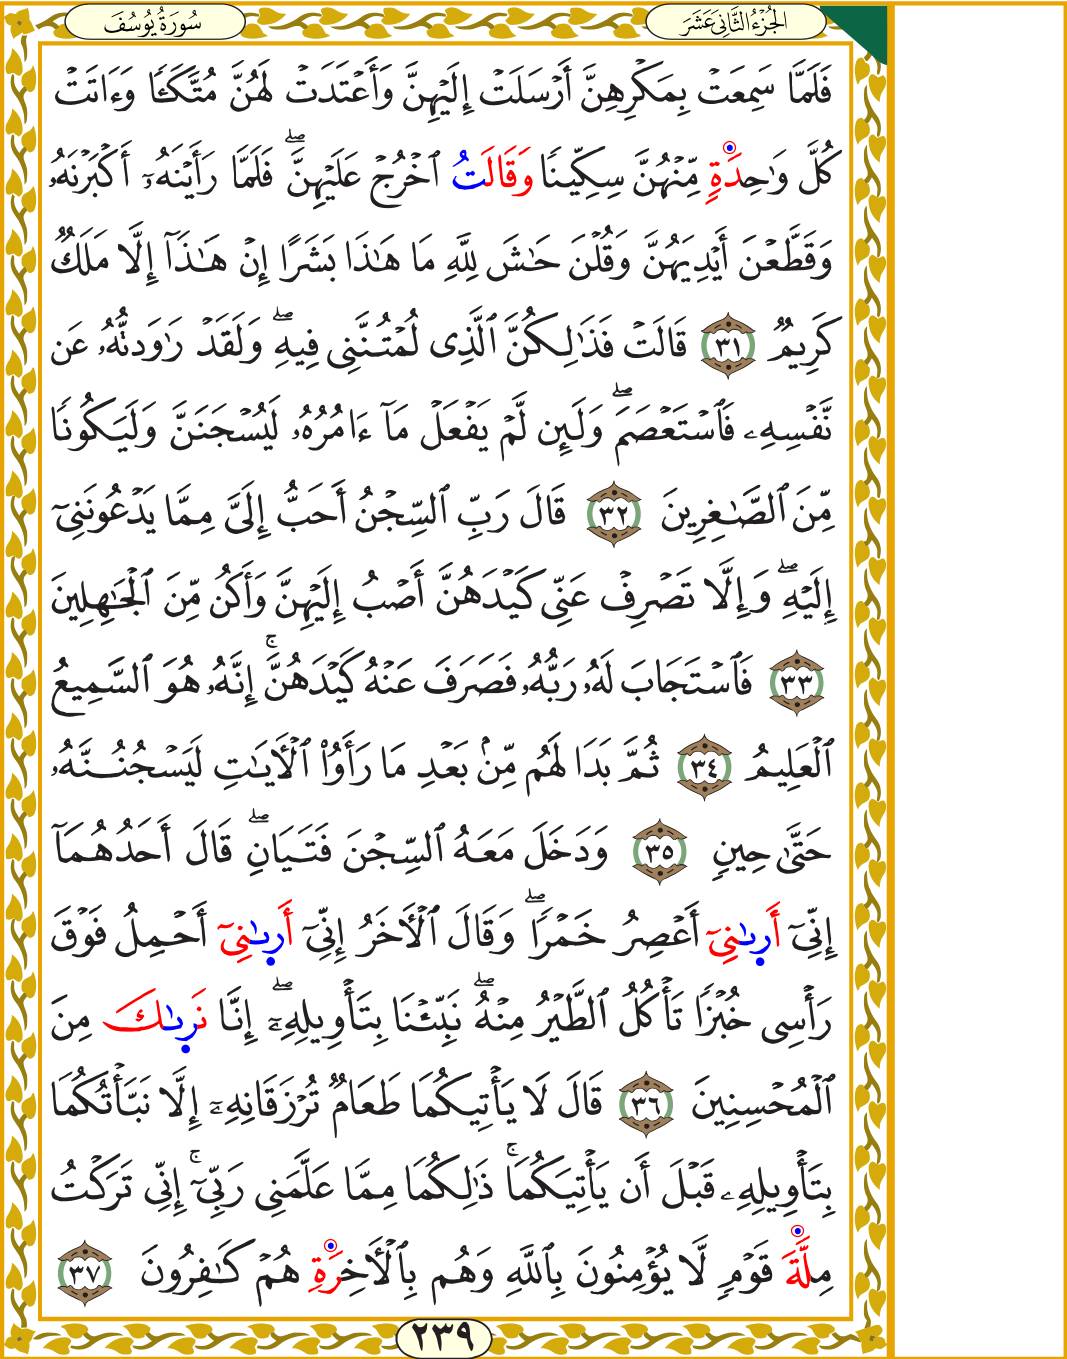 سُورَةُ يُوسُفَ
الجُزْءُ الثَّانِيَ عَشَرَ
فَلَمَّا سَمِعَتْ بِمَكْرِهِنَّ أَرْسَلَتْ إِلَيْهِنَّ وَأَعْتَدَتْ لَهُنَّ مُتَّكَـًٔا وَءَاتَتْ
كُلَّ وَٰحِدَةٍ مِّنْهُنَّ سِكِّينًا وَقَالَتُ ٱخْرُجْ عَلَيْهِنَّ ۖ فَلَمَّا رَأَيْنَهُۥٓ أَكْبَرْنَهُۥ
وَقَطَّعْنَ أَيْدِيَهُنَّ وَقُلْنَ حَٰشَ لِلَّهِ مَا هَٰذَا بَشَرًا إِنْ هَٰذَآ إِلَّا مَلَكٌ
كَرِيمٌ ٣١ قَالَتْ فَذَٰلِكُنَّ ٱلَّذِى لُمْتُنَّنِى فِيهِ ۖ وَلَقَدْ رَٰوَدتُّهُۥ عَن
نَّفْسِهِۦ فَٱسْتَعْصَمَ ۖ وَلَئِن لَّمْ يَفْعَلْ مَآ ءَامُرُهُۥ لَيُسْجَنَنَّ وَلَيَكُونًا
مِّنَ ٱلصَّٰغِرِينَ ٣٢ قَالَ رَبِّ ٱلسِّجْنُ أَحَبُّ إِلَىَّ مِمَّا يَدْعُونَنِىٓ
إِلَيْهِ ۖ وَإِلَّا تَصْرِفْ عَنِّى كَيْدَهُنَّ أَصْبُ إِلَيْهِنَّ وَأَكُن مِّنَ ٱلْجَٰهِلِينَ
٣٣ فَٱسْتَجَابَ لَهُۥ رَبُّهُۥ فَصَرَفَ عَنْهُ كَيْدَهُنَّ ۚ إِنَّهُۥ هُوَ ٱلسَّمِيعُ
ٱلْعَلِيمُ ٣٤ ثُمَّ بَدَا لَهُم مِّنۢ بَعْدِ مَا رَأَوُا۟ ٱلْـَٔايَٰتِ لَيَسْجُنُنَّهُۥ
حَتَّىٰ حِينٍ ٣٥ وَدَخَلَ مَعَهُ ٱلسِّجْنَ فَتَيَانِ ۖ قَالَ أَحَدُهُمَآ
إِنِّىٓ أَرٜىٰنِىٓ أَعْصِرُ خَمْرًا ۖ وَقَالَ ٱلْـَٔاخَرُ إِنِّىٓ أَرٜىٰنِىٓ أَحْمِلُ فَوْقَ
رَأْسِى خُبْزًا تَأْكُلُ ٱلطَّيْرُ مِنْهُ ۖ نَبِّئْنَا بِتَأْوِيلِهِۦٓ ۖ إِنَّا نَرٜىٰكَ مِنَ
ٱلْمُحْسِنِينَ ٣٦ قَالَ لَا يَأْتِيكُمَا طَعَامٌ تُرْزَقَانِهِۦٓ إِلَّا نَبَّأْتُكُمَا
بِتَأْوِيلِهِۦ قَبْلَ أَن يَأْتِيَكُمَا ۚ ذَٰلِكُمَا مِمَّا عَلَّمَنِى رَبِّىٓ ۚ إِنِّى تَرَكْتُ
مِلَّةَ قَوْمٍ لَّا يُؤْمِنُونَ بِٱللَّهِ وَهُم بِٱلْـَٔاخِرَةِ هُمْ كَٰفِرُونَ ٣٧
٢٣٩